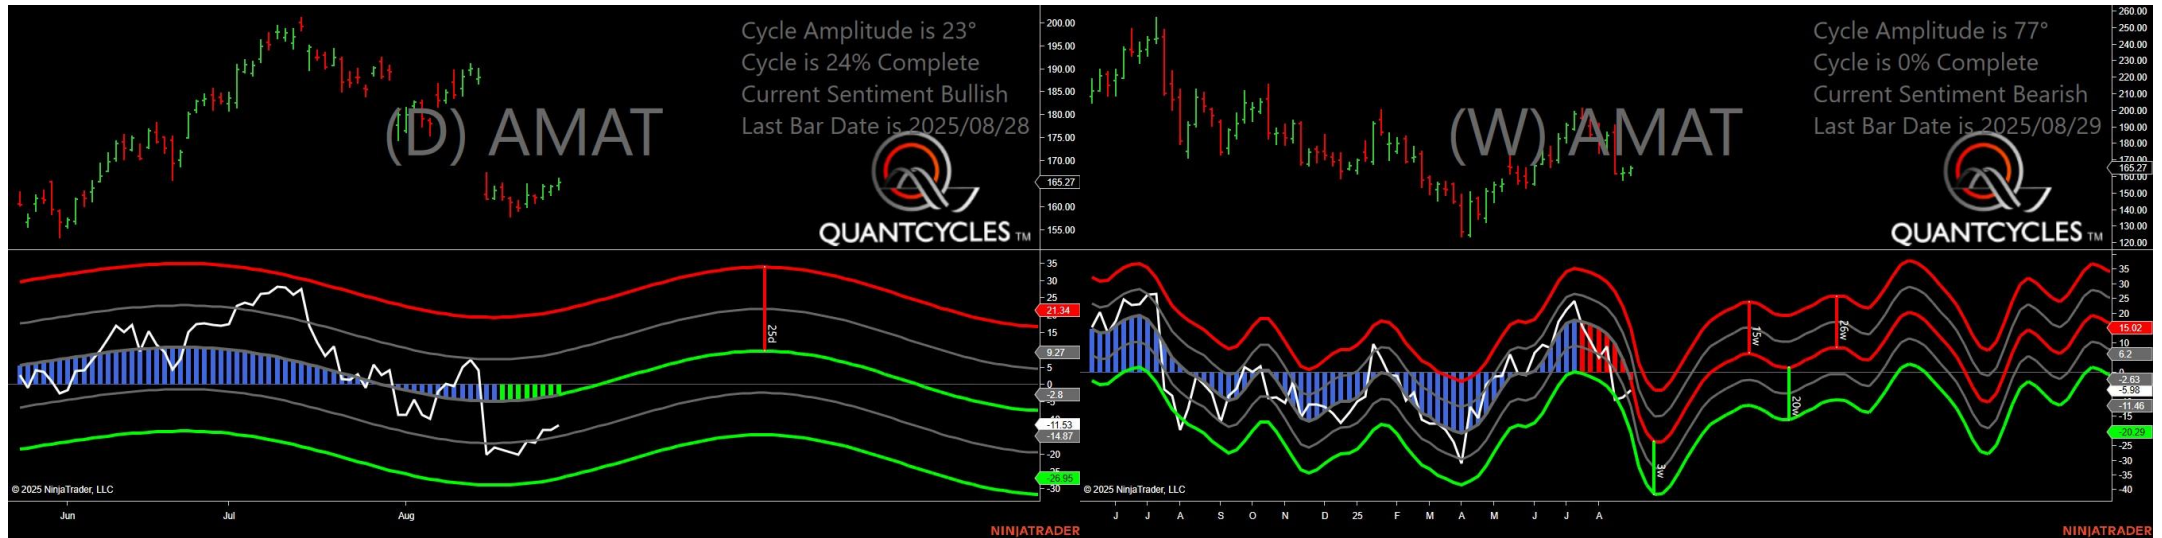 (D) AMAT
Cycle Amplitude is 23°
Cycle is 24% Complete
Current Sentiment Bullish
Last Bar Date is 2025/08/28
QUANTCYCLES TM
200.00
195.00
190.00
185.00
180.00
175.00
170.00
165.27
160.00
155.00
35
30
25
21.34
15
9.27
5
0
-2.8
-11.53
-14.87
-20
-26.95
-30
25d
© 2025 NinjaTrader, LLC
Jun Jul Aug
NINJATRADER
(W) AMAT
Cycle Amplitude is 77°
Cycle is 0% Complete
Current Sentiment Bearish
Last Bar Date is 2025/08/29
QUANTCYCLES TM
260.00
250.00
240.00
230.00
220.00
210.00
200.00
190.00
180.00
170.00
165.27
160.00
150.00
140.00
130.00
120.00
35
30
25
20
15.02
10
6.2
-2.63
-5.98
-11.46
-15
-20.29
-25
-30
-35
-40
3w
15w
20w
26w
© 2025 NinjaTrader, LLC
J J A S O N D 25 F M A M J J A
NINJATRADER